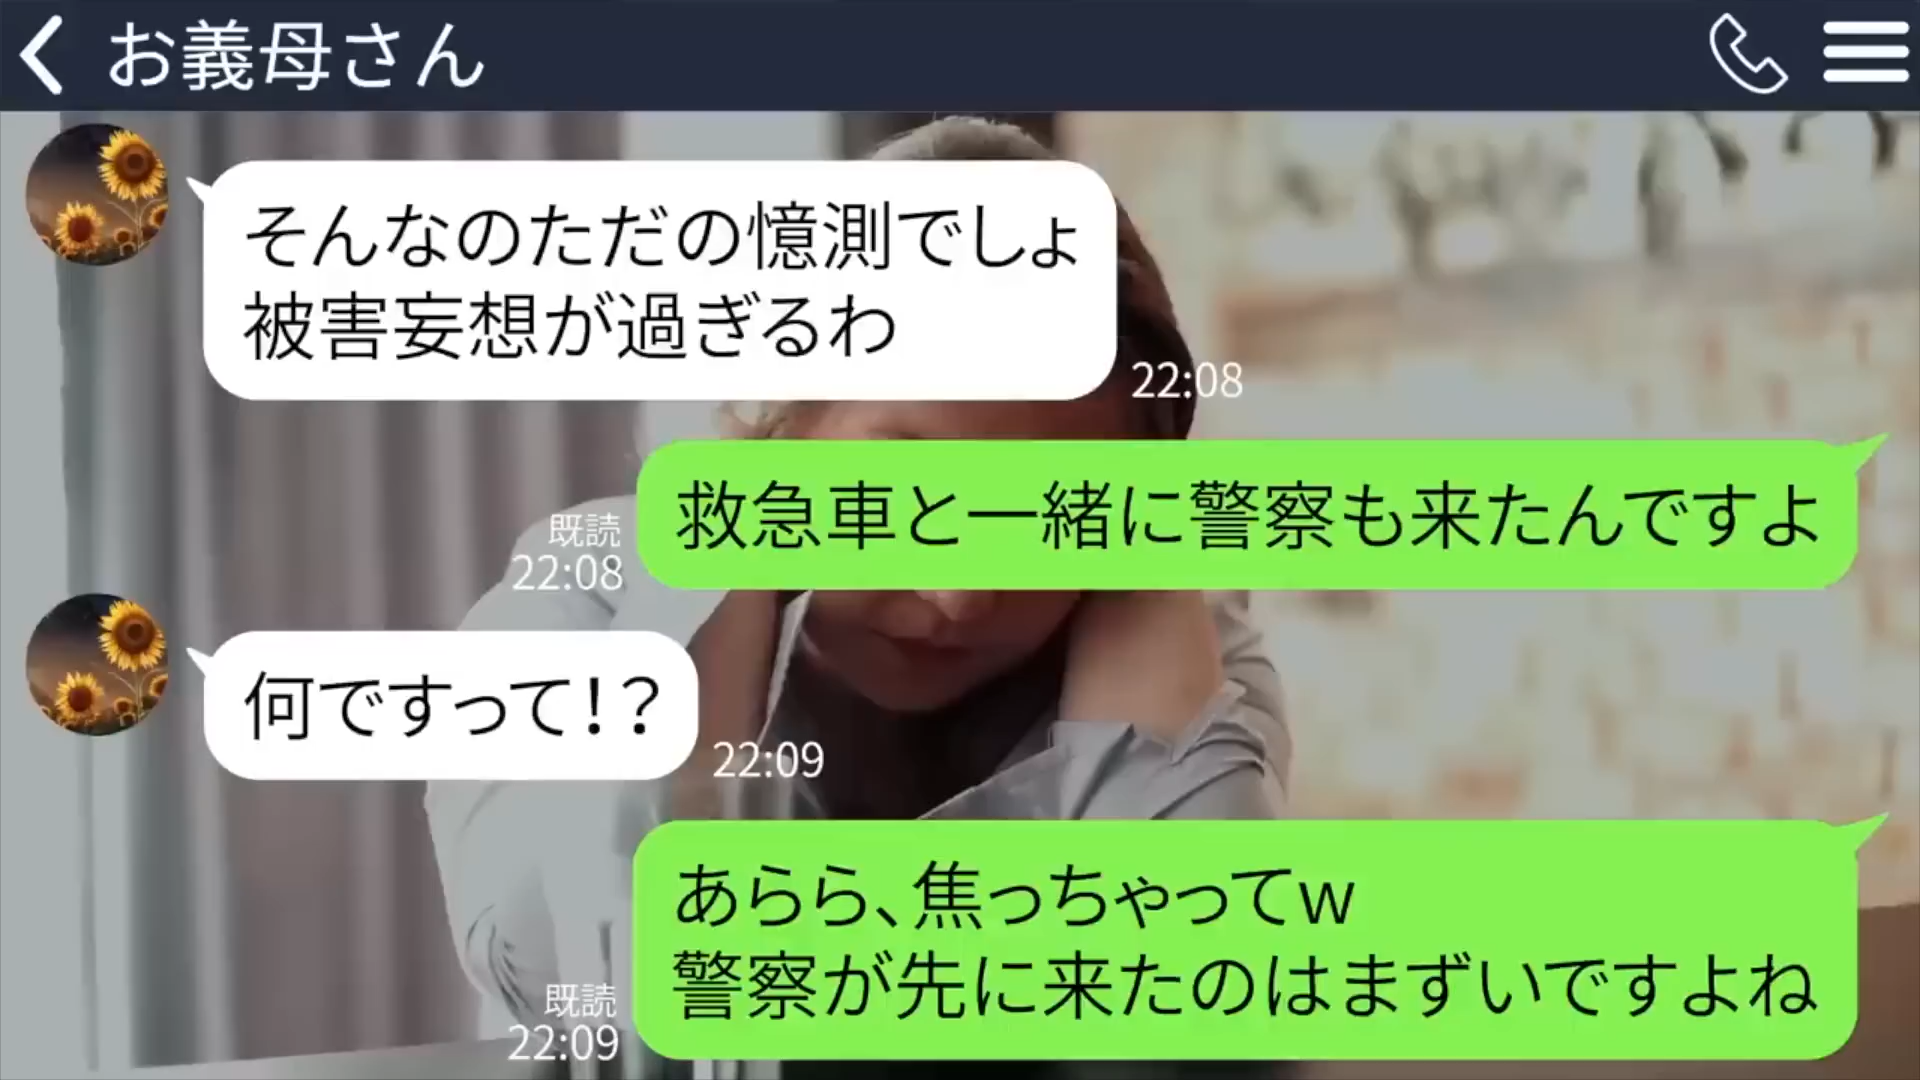 お義母さん
そんなのただの憶測でしょ
被害妄想が過ぎるわ
22:08
救急車と一緒に警察も来たんですよ
既読
22:08
何ですって!?
22:09
あらら、焦っちゃってw
警察が先に来たのはまずいですよね
既読
22:09